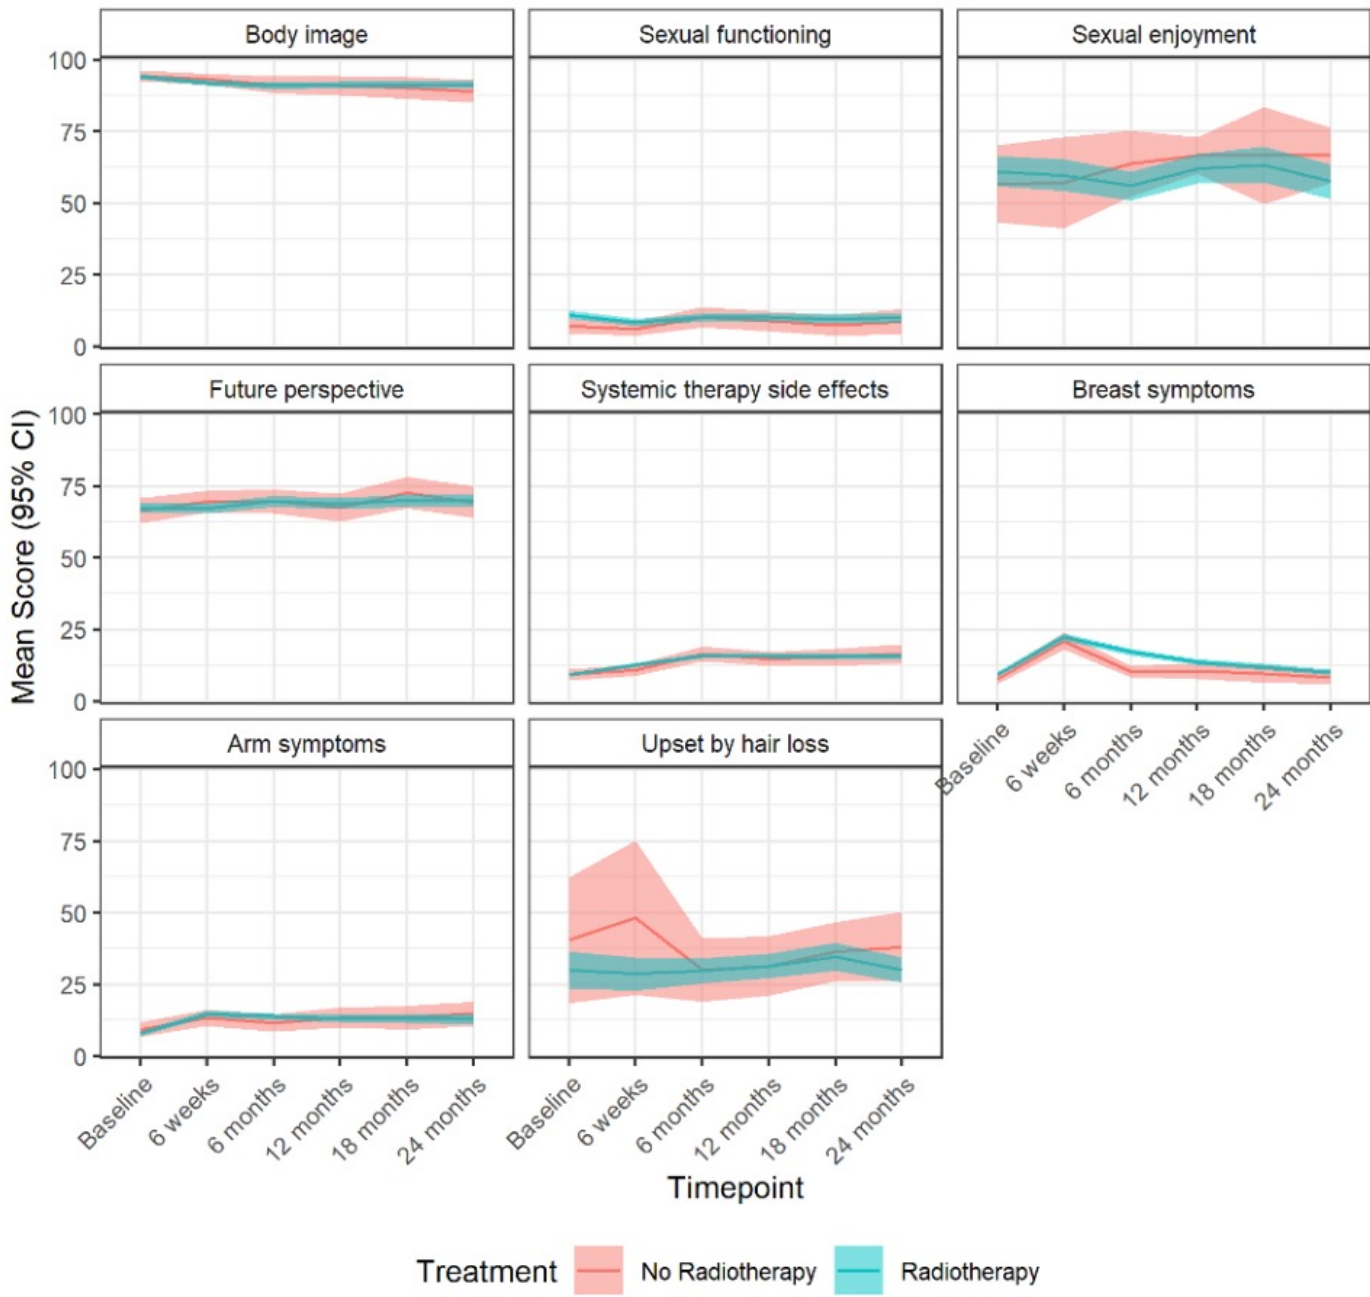 Body image
Sexual functioning
Sexual enjoyment
100
75
50
25
0
Future perspective
Systemic therapy side effects
Breast symptoms
Mean Score (95% CI)
100
75
50
25
0
Baseline
6 weeks
6 months
12 months
18 months
24 months
Arm symptoms
Upset by hair loss
100
75
50
25
0
Baseline
6 weeks
6 months
12 months
18 months
24 months
Baseline
6 weeks
6 months
12 months
18 months
24 months
Timepoint
Treatment No Radiotherapy Radiotherapy